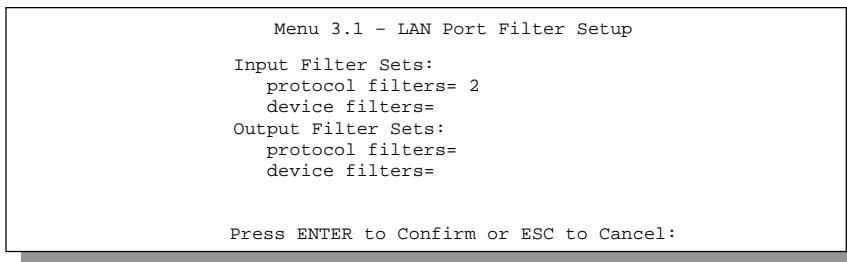 Menu 3.1 – LAN Port Filter Setup
Input Filter Sets:
protocol filters= 2
device filters=
Output Filter Sets:
protocol filters=
device filters=
Press ENTER to Confirm or ESC to Cancel: